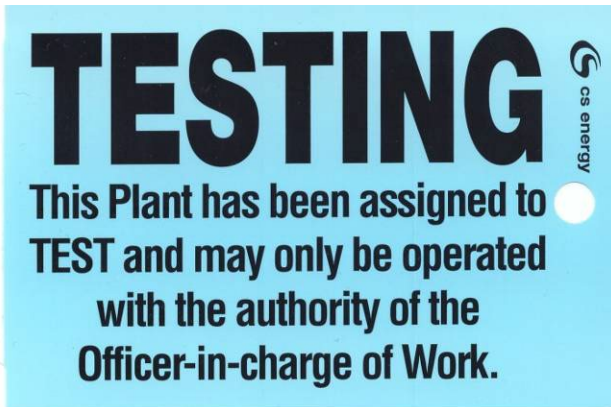 TESTING
cs energy
This Plant has been assigned to
TEST and may only be operated
with the authority of the
Officer-in-charge of Work.